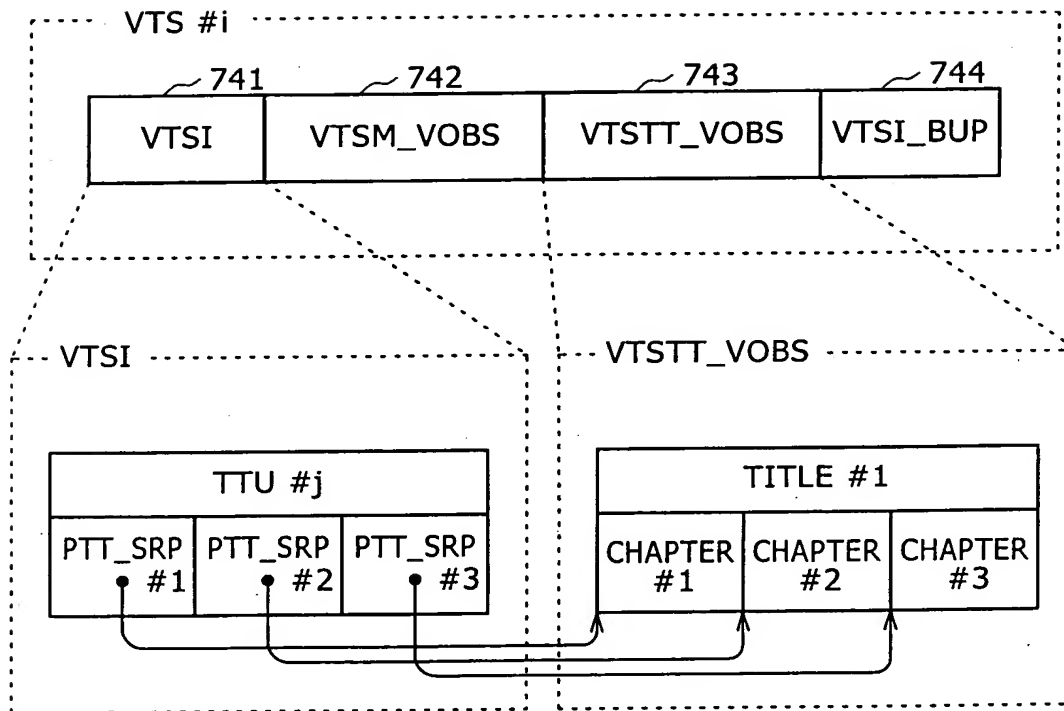 VTS #i
741
742
743
744
VTSI
VTSM_VOBS
VTSTT_VOBS
VTSI_BUP
VTSI
VTSTT_VOBS
TTU #j
PTT_SRP
#1
PTT_SRP
#2
PTT_SRP
#3
TITLE #1
CHAPTER
#1
CHAPTER
#2
CHAPTER
#3